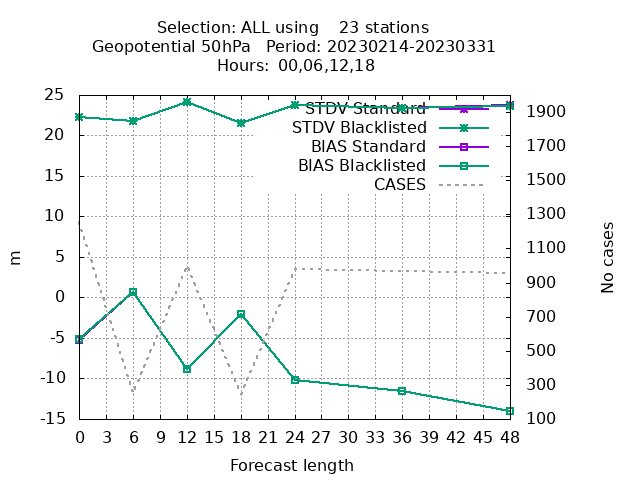 Selection: ALL using    23 stations
Geopotential 50hPa   Period: 20230214-20230331
Hours: 00,06,12,18
25
20
15
10
5
0
-5
-10
-15
m
STDV Standard
STDV Blacklisted
BIAS Standard
BIAS Blacklisted
CASES
1900
1700
1500
1300
1100
900
700
500
300
100
No cases
0 3 6 9 12 15 18 21 24 27 30 33 36 39 42 45 48
Forecast length